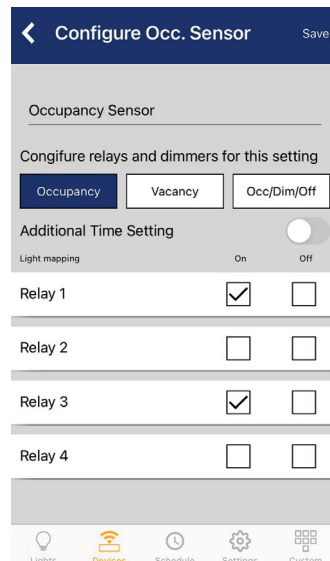 Configure Occ. Sensor Save
Occupancy Sensor
Congifure relays and dimmers for this setting
Occupancy Vacancy Occ/Dim/Off
Additional Time Setting
Light mapping On Off
Relay 1
Relay 2
Relay 3
Relay 4
Lights Devices Schedule Settings Custom